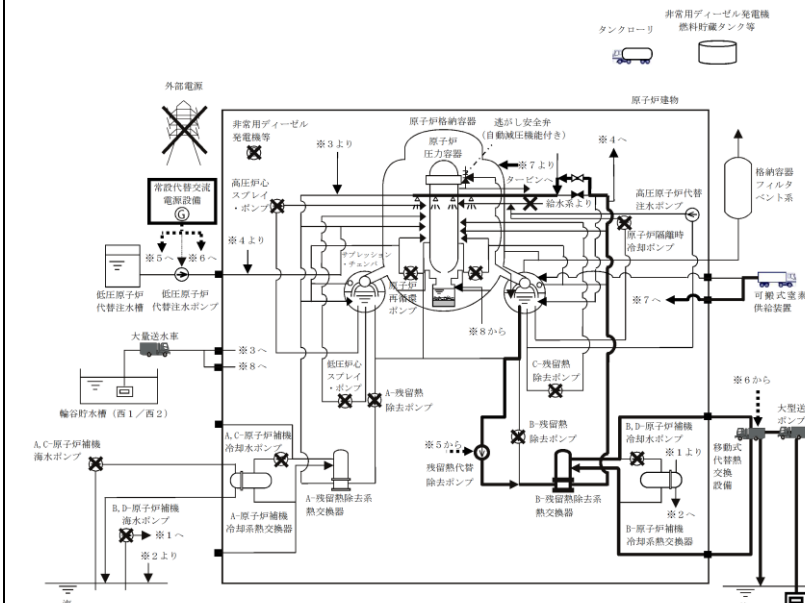 非常用ディーゼル発電機
燃料貯蔵タンク等
タンクローリ
外部電源
原子炉建物
非常用ディーゼル
発電機等
原子炉格納容器
逃がし安全弁
(自動減圧機能付き)
※3より
原子炉
圧力容器
※4へ
※7より
タービンへ
給水系より
高圧炉心
スプレイ
・ポンプ
高圧原子炉代替
注水ポンプ
格納容器
フィルタ
ベント系
常設代替交流
電源設備
G
※5へ
※6へ
※4より
原子炉隔離時
冷却ポンプ
サプレッション
・チェンバ
低圧原子炉
代替注水槽
低圧原子炉
代替注水ポンプ
原子炉
再循環
ポンプ
※7へ
可搬式窒素
供給装置
※8から
大量送水車
※3へ
※8へ
輪谷貯水槽(西1/西2)
低圧炉心
スプレイ
・ポンプ
A-残留熱
除去ポンプ
C-残留熱
除去ポンプ
※6から
大型送
ポンプ
A,C-原子炉補機
海水ポンプ
A,C-原子炉補機
冷却水ポンプ
B-残留熱
除去ポンプ
B,D-原子炉補機
冷却水ポンプ
※5から
残留熱代替
除去ポンプ
※1より
移動式
代替熱
交換
設備
A-原子炉補機
冷却系熱交換器
A-残留熱除去系
熱交換器
B-残留熱除去系
熱交換器
※2へ
B-原子炉補機
冷却系熱交換器
B,D-原子炉補機
海水ポンプ
※1へ
※2より